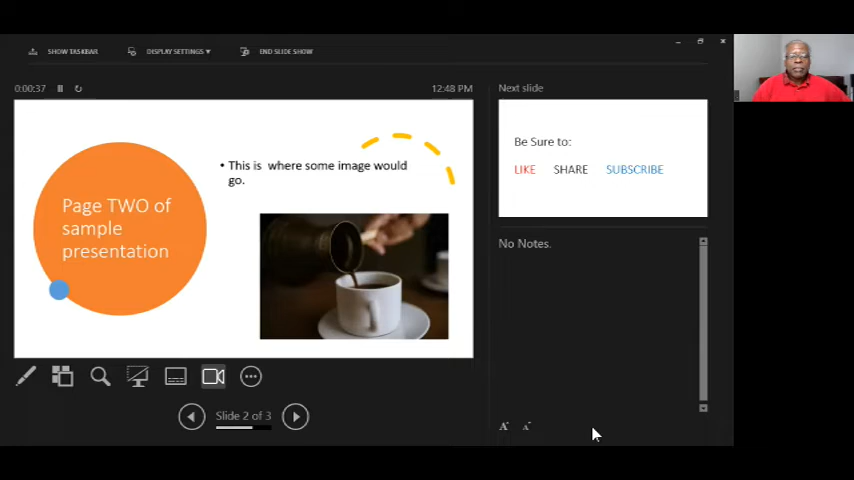 SHOW TASKBAR DISPLAY SETTINGS ▾ END SLIDE SHOW
0:00:37 12:48 PM
Page TWO of
sample
presentation
• This is where some image would
go.
Slide 2 of 3
Next slide
Be Sure to:
LIKE SHARE SUBSCRIBE
No Notes.
A A